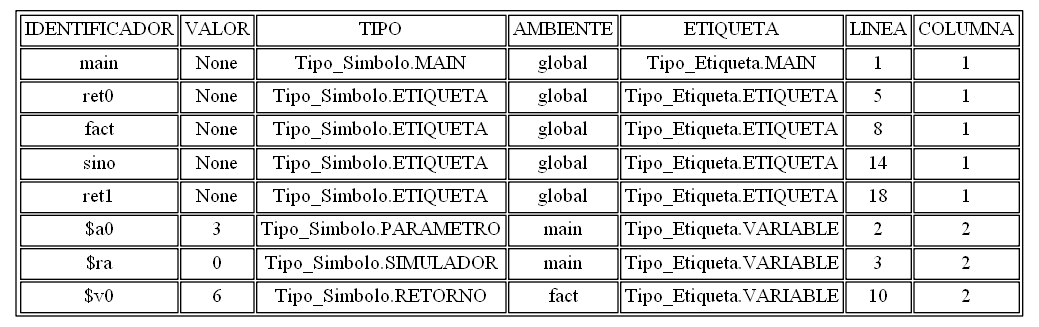 IDENTIFICADOR VALOR TIPO AMBIENTE ETIQUETA LINEA COLUMNA
main None Tipo_Simbolo.MAIN global Tipo_Etiqueta.MAIN 1 1
ret0 None Tipo_Simbolo.ETIQUETA global Tipo_Etiqueta.ETIQUETA 5 1
fact None Tipo_Simbolo.ETIQUETA global Tipo_Etiqueta.ETIQUETA 8 1
sino None Tipo_Simbolo.ETIQUETA global Tipo_Etiqueta.ETIQUETA 14 1
ret1 None Tipo_Simbolo.ETIQUETA global Tipo_Etiqueta.ETIQUETA 18 1
$a0 3 Tipo_Simbolo.PARAMETRO main Tipo_Etiqueta.VARIABLE 2 2
$ra 0 Tipo_Simbolo.SIMULADOR main Tipo_Etiqueta.VARIABLE 3 2
$v0 6 Tipo_Simbolo.RETORNO fact Tipo_Etiqueta.VARIABLE 10 2